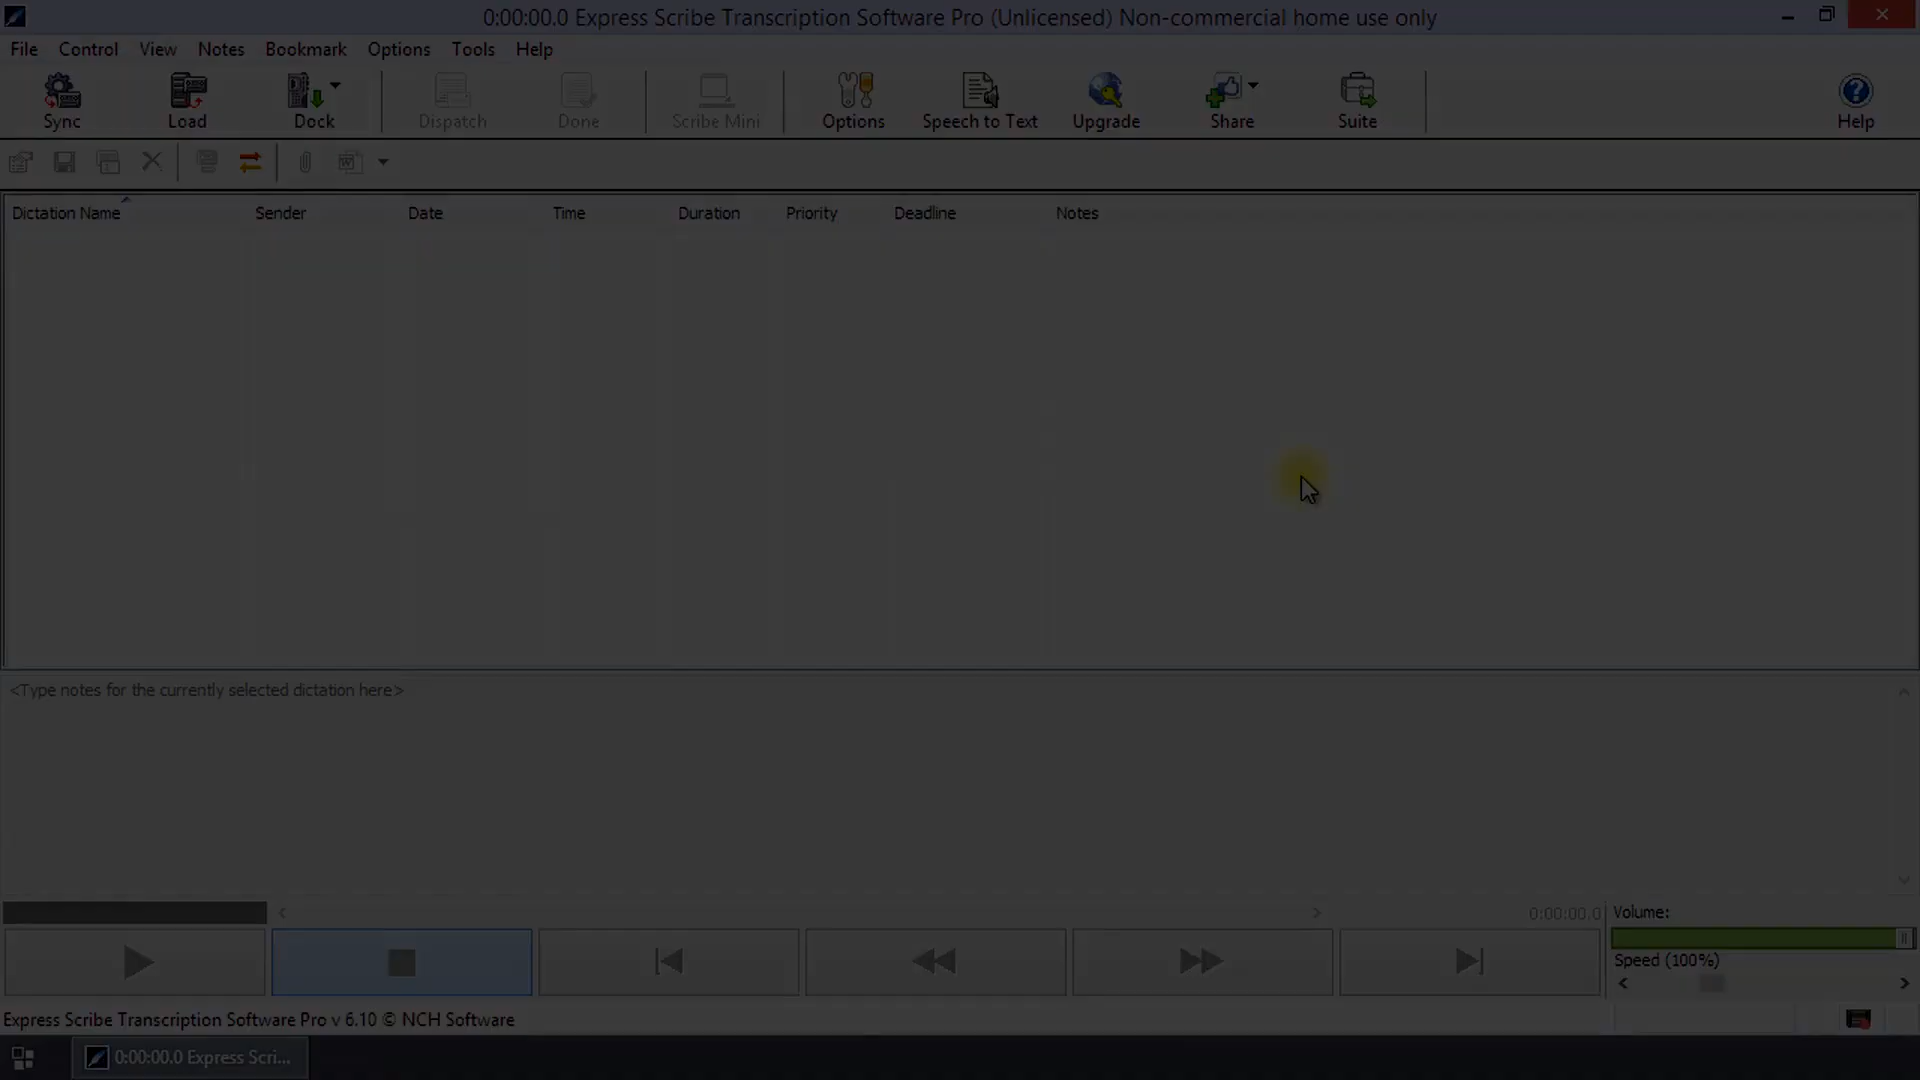 0:00:00.0 Express Scribe Transcription Software Pro (Unlicensed) Non-commercial home use only
File Control View Notes Bookmark Options Tools Help
Sync Load Dock Dispatch Done Scribe Mini Options Speech to Text Upgrade Share Suite Help
Dictation Name Sender Date Time Duration Priority Deadline Notes
<Type notes for the currently selected dictation here>
0:00:00.0 Volume:
Speed (100%)
Express Scribe Transcription Software Pro v 6.10 © NCH Software
0:00:00.0 Express Scri...